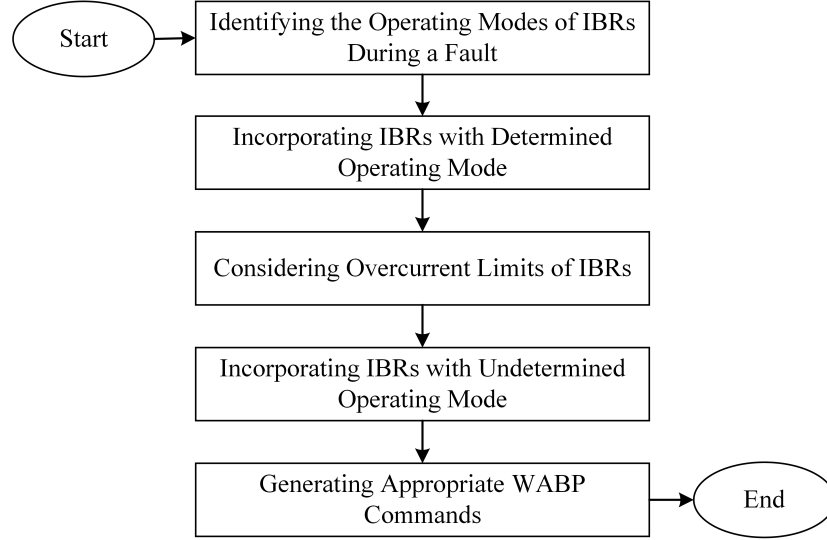 Start
Identifying the Operating Modes of IBRs
During a Fault
Incorporating IBRs with Determined
Operating Mode
Considering Overcurrent Limits of IBRs
Incorporating IBRs with Undetermined
Operating Mode
Generating Appropriate WABP
Commands
End